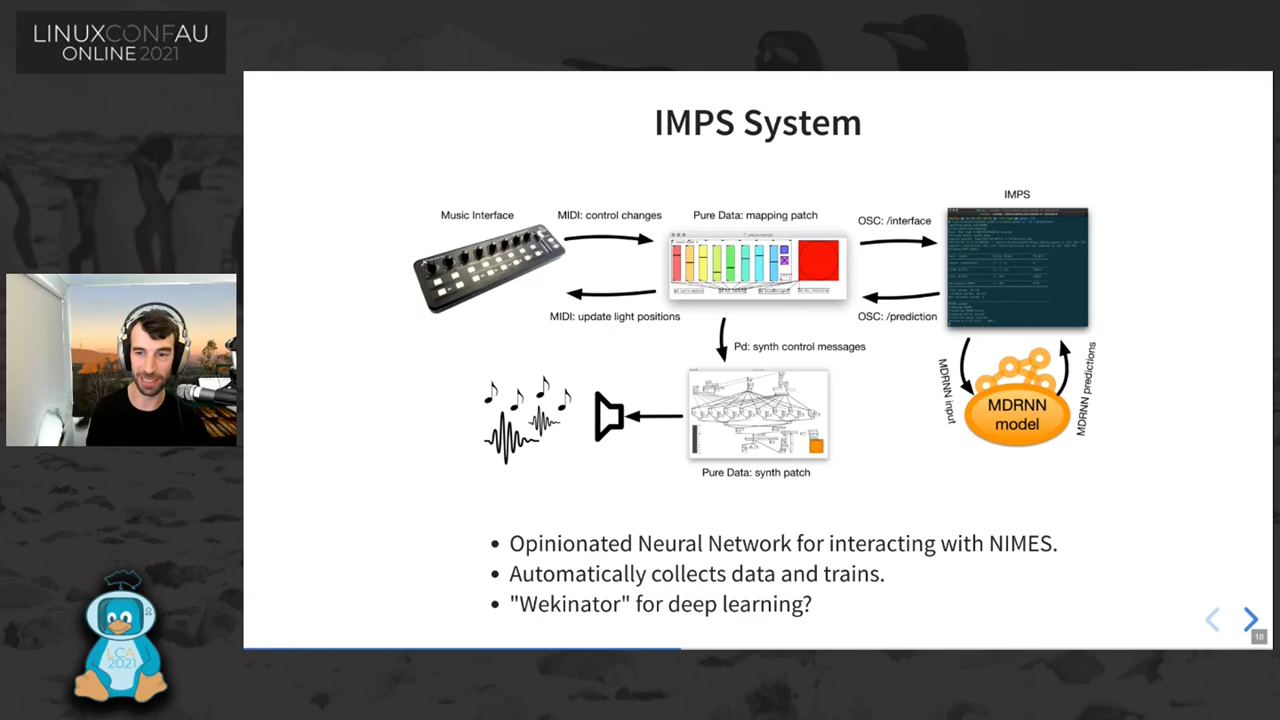 LINUXCONFAU
ONLINE 2021
IMPS System
IMPS
Music Interface
MIDI: control changes
Pure Data: mapping patch
OSC: /interface
MIDI: update light positions
OSC: /prediction
Pd: synth control messages
MDRNN input
MDRNN
model
MDRNN predictions
Pure Data: synth patch
• Opinionated Neural Network for interacting with NIMES.
• Automatically collects data and trains.
• "Wekinator" for deep learning?
18
LCA
2021